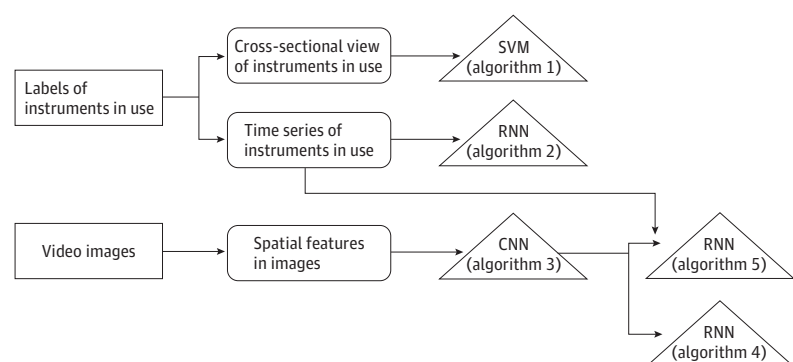 Cross-sectional view
of instruments in use
SVM
(algorithm 1)
Labels of
instruments in use
Time series of
instruments in use
RNN
(algorithm 2)
Video images
Spatial features
in images
CNN
(algorithm 3)
RNN
(algorithm 5)
RNN
(algorithm 4)